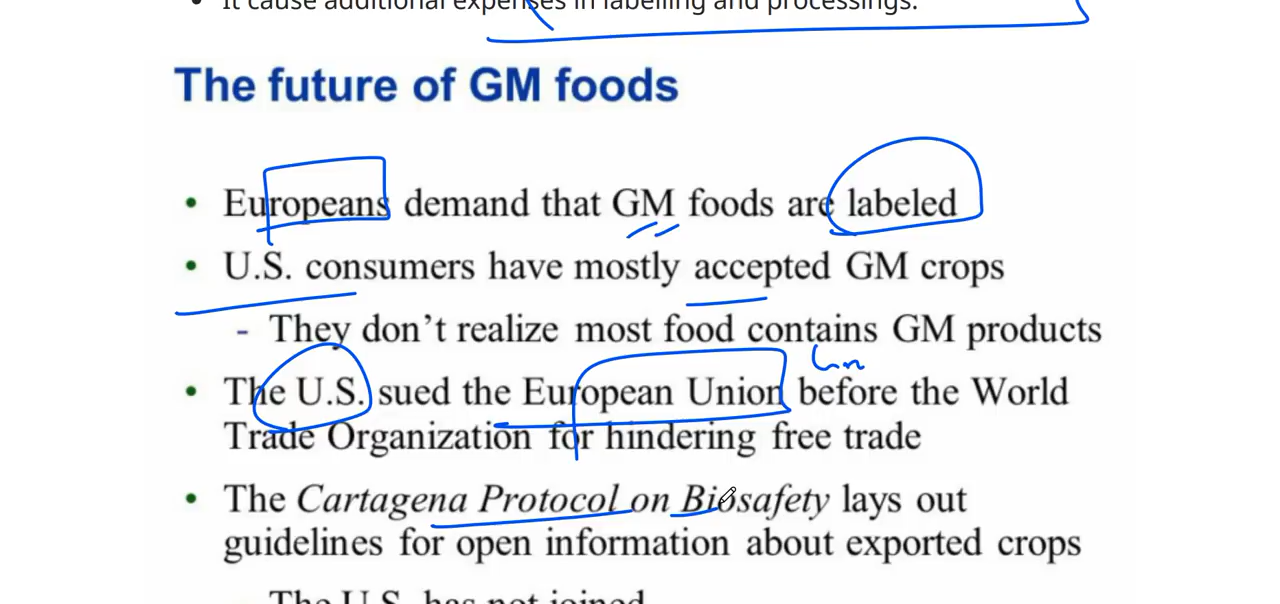 • It cause additional expenses in labelling and processings.
The future of GM foods
• Europeans demand that GM foods are labeled
• U.S. consumers have mostly accepted GM crops
- They don't realize most food contains GM products
• The U.S. sued the European Union before the World
Trade Organization for hindering free trade
• The Cartagena Protocol on Biosafety lays out
guidelines for open information about exported crops
The U.S. has not joined